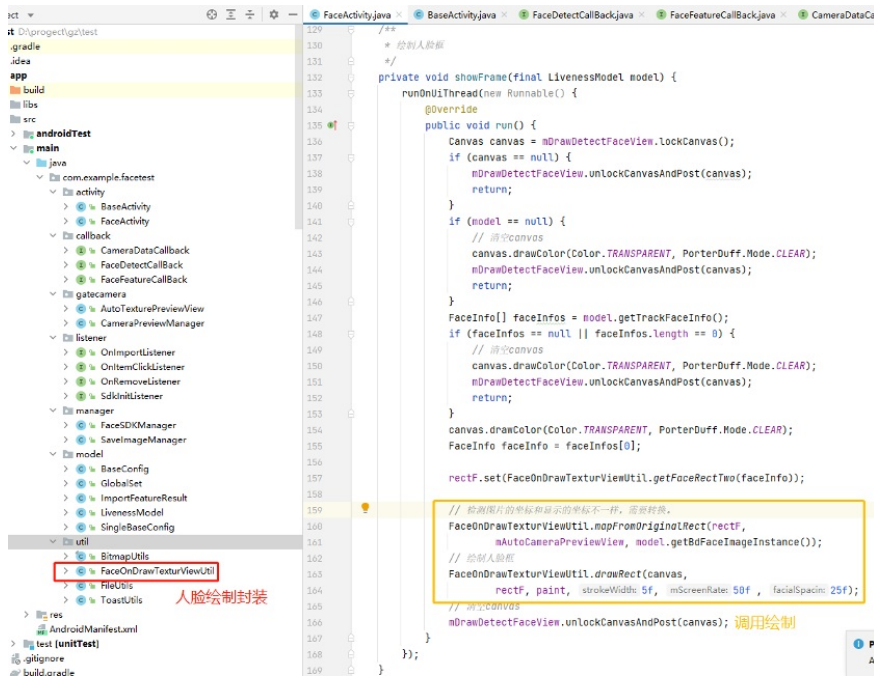 ect
FaceActivity.java
BaseActivity.java
FaceDetectCallBack.java
FaceFeatureCallBack.java
CameraDataCa
st D:\progect\gz\test
.gradle
.idea
app
build
libs
src
androidTest
main
java
com.example.facetest
activity
BaseActivity
FaceActivity
callback
CameraDataCallback
FaceDetectCallBack
FaceFeatureCallBack
gatecamera
AutoTexturePreviewView
CameraPreviewManager
listener
OnImportListener
OnItemClickListener
OnRemoveListener
SdkInitListener
manager
FaceSDKManager
SaveImageManager
model
BaseConfig
GlobalSet
ImportFeatureResult
LivenessModel
SingleBaseConfig
util
BitmapUtils
FaceOnDrawTexturViewUtil
FileUtils
ToastUtils
人脸绘制封装
res
AndroidManifest.xml
test [unitTest]
.gitignore
build.gradle
129 /**
130 * 绘制人脸框
131 */
132 private void showFrame(final LivenessModel model) {
133 runOnUiThread(new Runnable() {
134 @Override
135 public void run() {
136 Canvas canvas = mDrawDetectFaceView.lockCanvas();
137 if (canvas == null) {
138 mDrawDetectFaceView.unlockCanvasAndPost(canvas);
139 return;
140 }
141 if (model == null) {
142 // 清空canvas
143 canvas.drawColor(Color.TRANSPARENT, PorterDuff.Mode.CLEAR);
144 mDrawDetectFaceView.unlockCanvasAndPost(canvas);
145 return;
146 }
147 FaceInfo[] faceInfos = model.getTrackFaceInfo();
148 if (faceInfos == null || faceInfos.length == 0) {
149 // 清空canvas
150 canvas.drawColor(Color.TRANSPARENT, PorterDuff.Mode.CLEAR);
151 mDrawDetectFaceView.unlockCanvasAndPost(canvas);
152 return;
153 }
154 canvas.drawColor(Color.TRANSPARENT, PorterDuff.Mode.CLEAR);
155 FaceInfo faceInfo = faceInfos[0];
156
157 rectF.set(FaceOnDrawTexturViewUtil.getFaceRectTwo(faceInfo));
158
159 // 检测图片的坐标和显示的坐标不一样，需要转换。
160 FaceOnDrawTexturViewUtil.mapFromOriginalRect(rectF,
161 mAutoCameraPreviewView, model.getBdFaceImageInstance());
162 // 绘制人脸框
163 FaceOnDrawTexturViewUtil.drawRect(canvas,
164 rectF, paint, strokeWidth: 5f, mScreenRate: 50f , facialSpacin: 25f);
165 // 清空canvas
166 mDrawDetectFaceView.unlockCanvasAndPost(canvas); 调用绘制
167 }
168 });
169 }
P
A